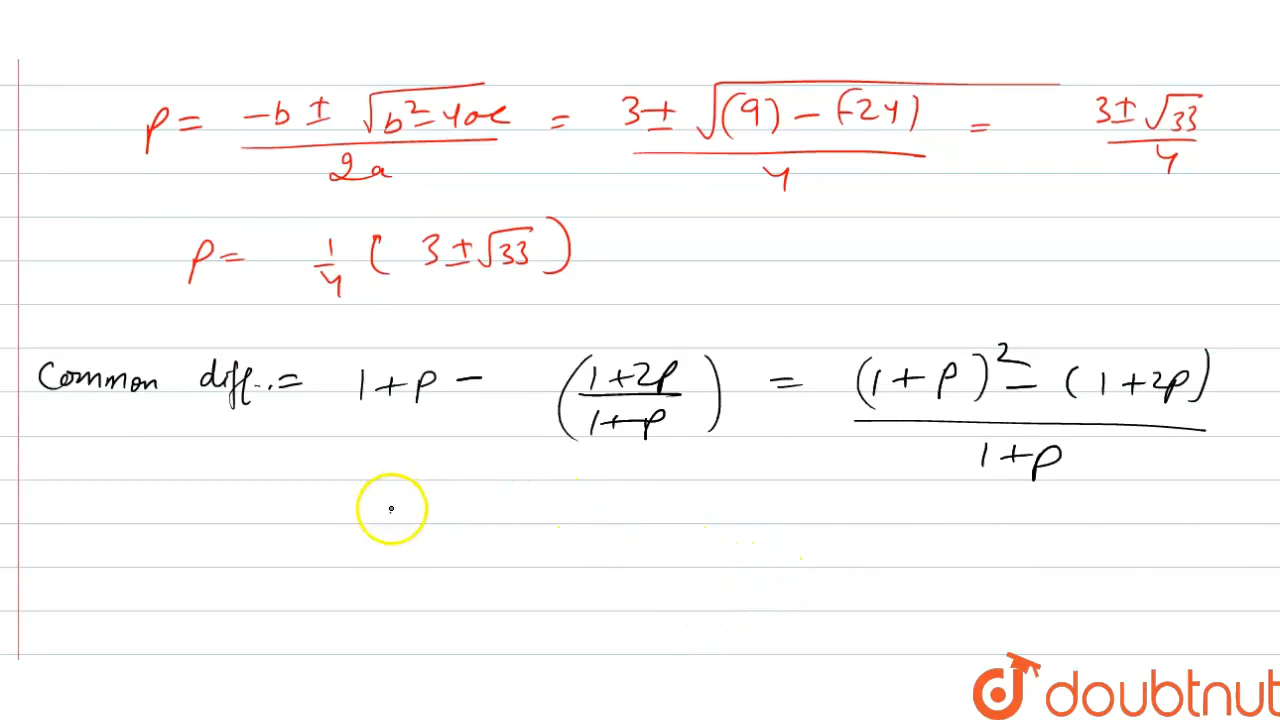 p = (-b ± √(b² - 4ac)) / 2a = (3 ± √((9) - (-24))) / 4 = (3 ± √33) / 4
p = 1/4 ( 3 ± √33 )
Common diff.. = 1 + p - ((1 + 2p) / (1 + p)) = ((1 + p)² - (1 + 2p)) / (1 + p)
doubtnut